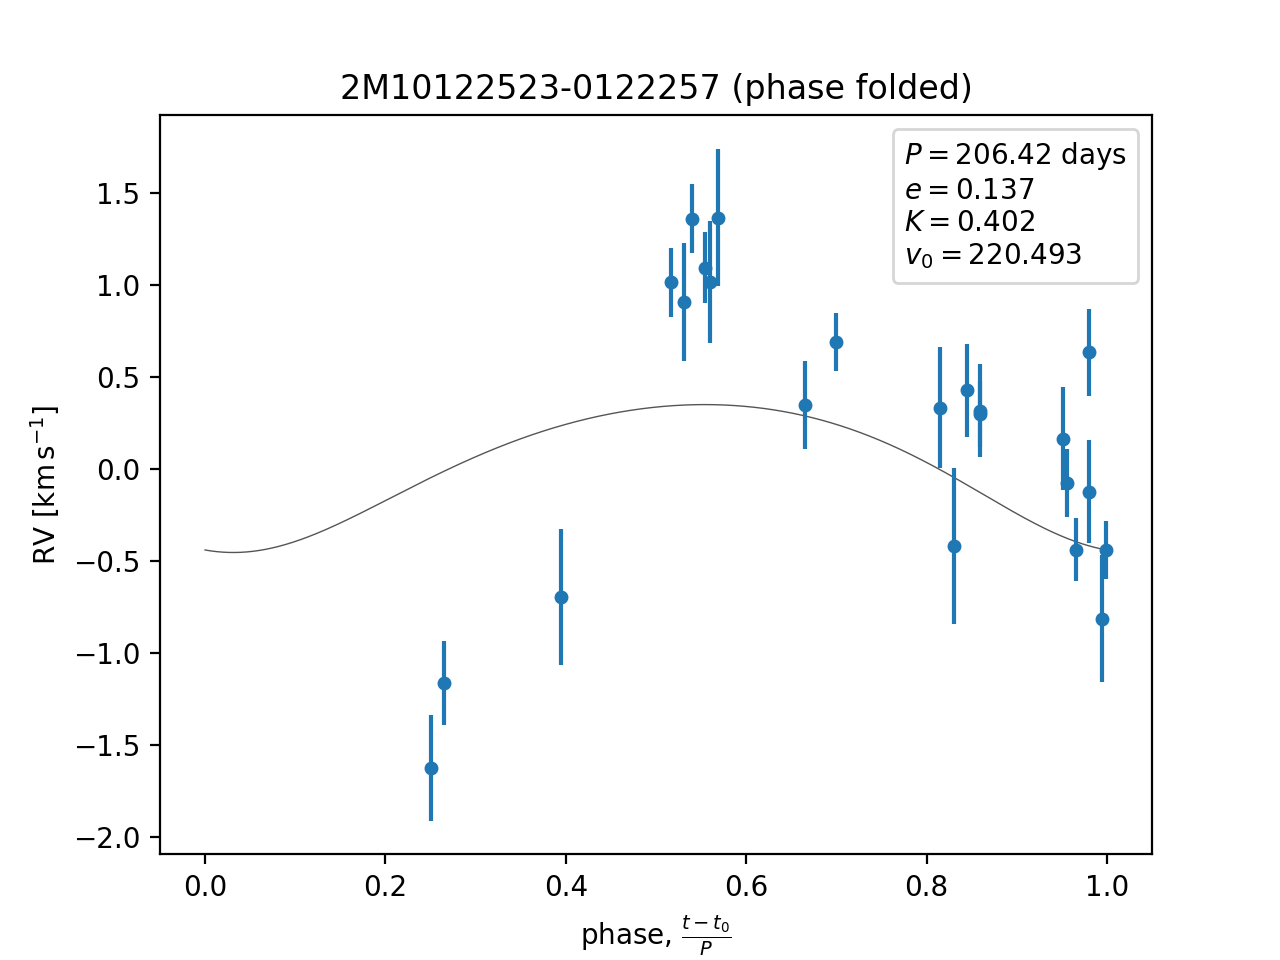 2M10122523-0122257 (phase folded)
P = 206.42 days
e = 0.137
K = 0.402
v₀ = 220.493
1.5
1.0
0.5
0.0
−0.5
−1.0
−1.5
−2.0
RV [km s⁻¹]
0.0 0.2 0.4 0.6 0.8 1.0
phase, (t − t₀)/P